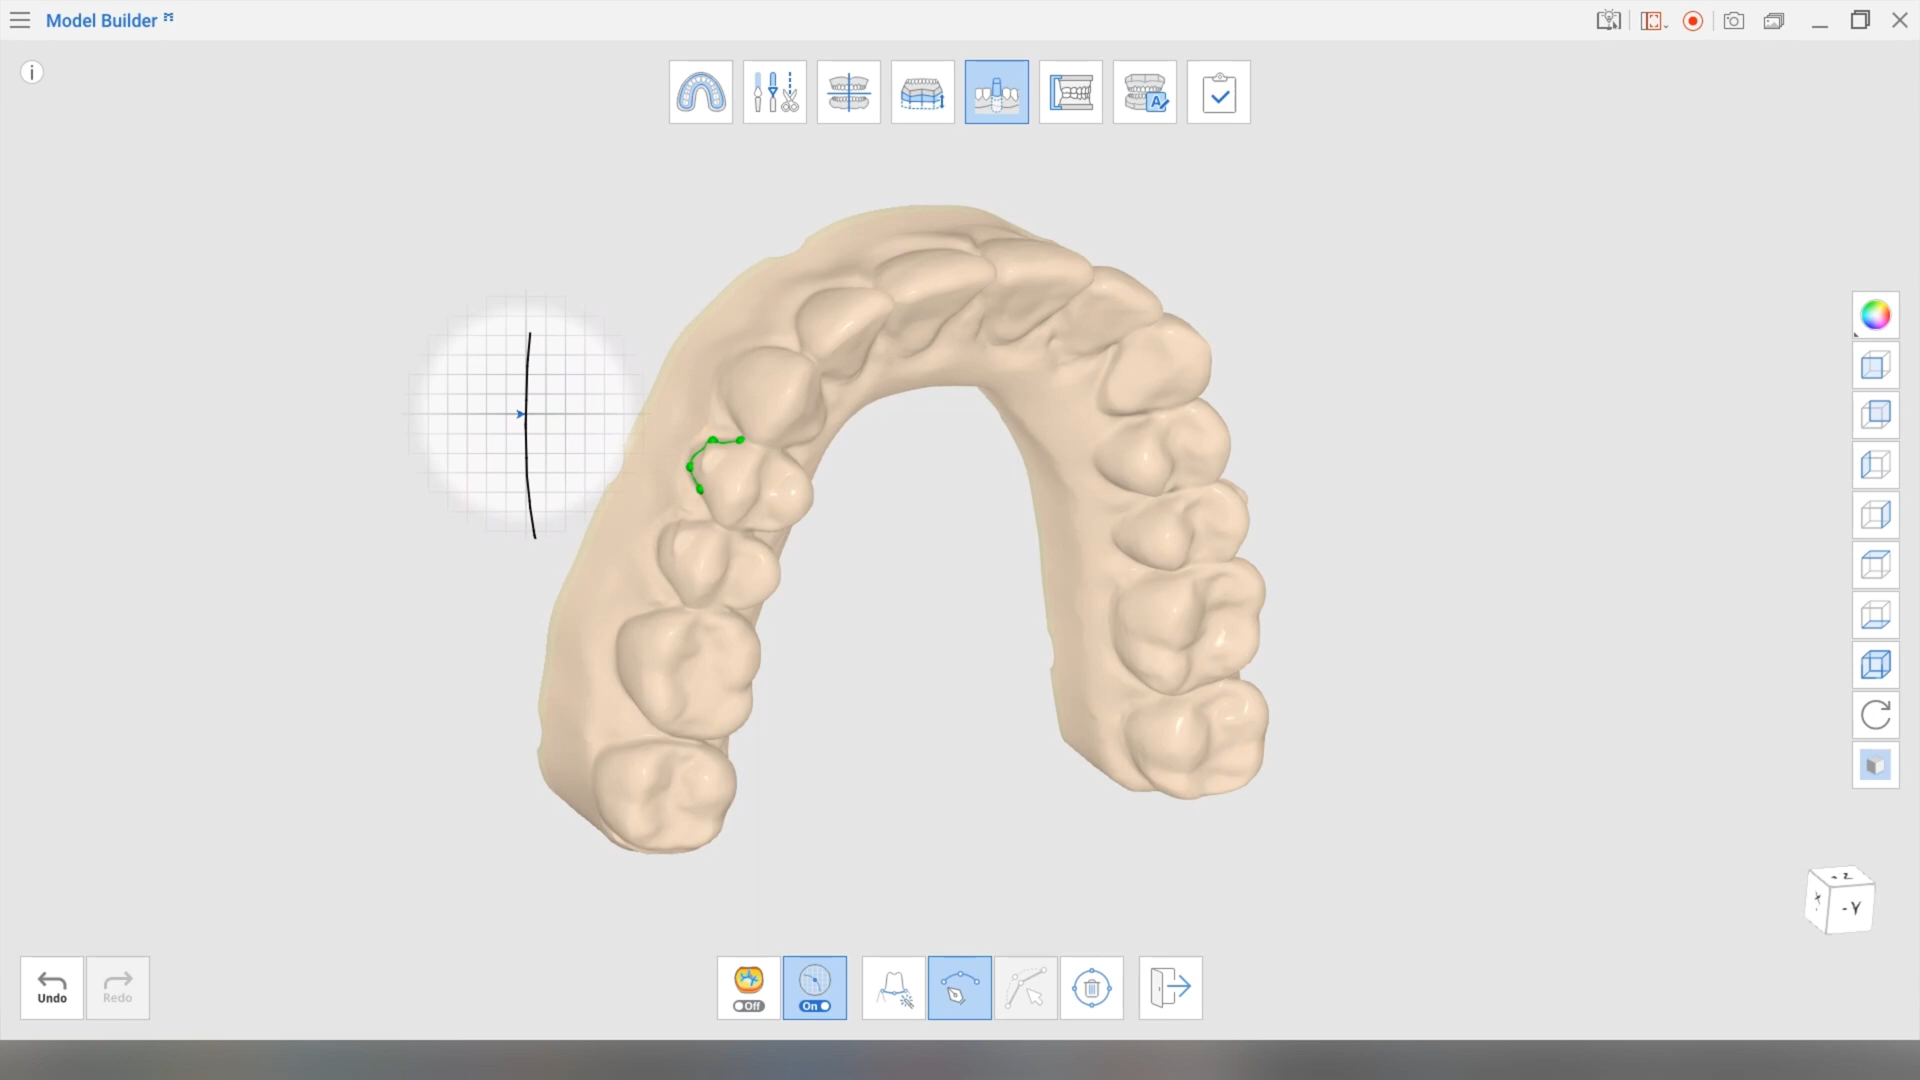 Model Builder
i
A
- Z
X
- Y
Undo
Redo
Off
On